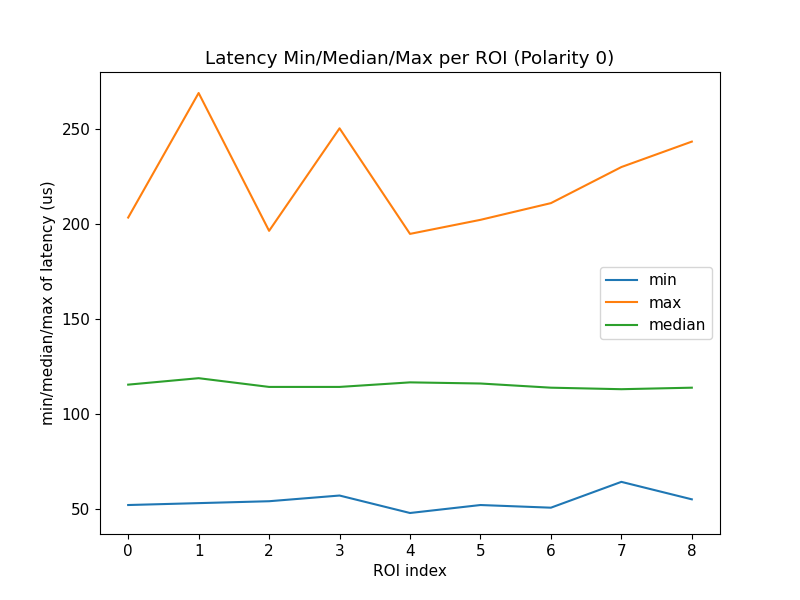 Latency Min/Median/Max per ROI (Polarity 0)
min/median/max of latency (us)
250
200
150
100
50
min
max
median
0 1 2 3 4 5 6 7 8
ROI index